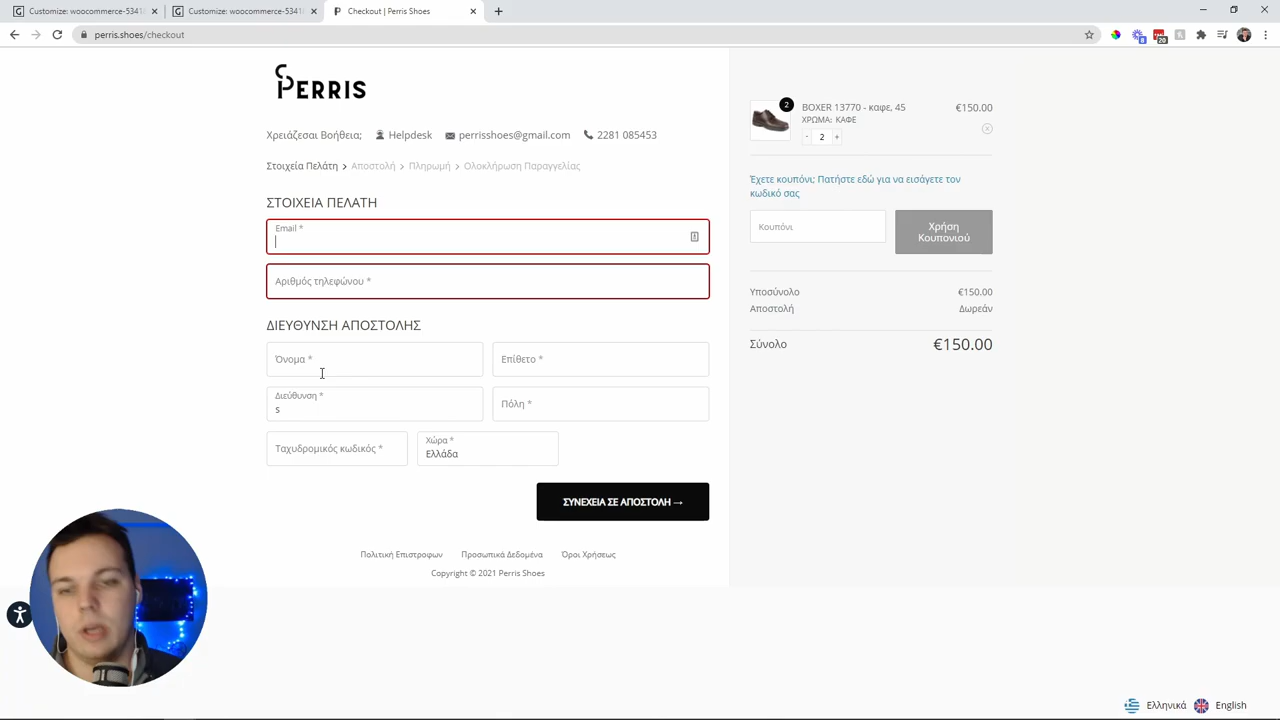 Customize: woocommerce-5341
Customize: woocommerce-5341
Checkout | Perris Shoes
perris.shoes/checkout
8
20
PERRIS
Χρειάζεσαι Βοήθεια;
Helpdesk
perrisshoes@gmail.com
2281 085453
Στοιχεία Πελάτη > Αποστολή > Πληρωμή > Ολοκλήρωση Παραγγελίας
ΣΤΟΙΧΕΙΑ ΠΕΛΑΤΗ
Email *
Αριθμός τηλεφώνου *
ΔΙΕΥΘΥΝΣΗ ΑΠΟΣΤΟΛΗΣ
Όνομα *
Επίθετο *
Διεύθυνση *
s
Πόλη *
Ταχυδρομικός κωδικός *
Χώρα *
Ελλάδα
ΣΥΝΕΧΕΙΑ ΣΕ ΑΠΟΣΤΟΛΗ →
Πολιτική Επιστροφων Προσωπικά Δεδομένα Όροι Χρήσεως
Copyright © 2021 Perris Shoes
2
BOXER 13770 - καφε, 45
€150.00
ΧΡΩΜΑ: ΚΑΦΕ
- 2 +
Έχετε κουπόνι; Πατήστε εδώ για να εισάγετε τον
κωδικό σας
Κουπόνι
Χρήση
Κουπονιού
Υποσύνολο €150.00
Αποστολή Δωρεάν
Σύνολο €150.00
Ελληνικά
English